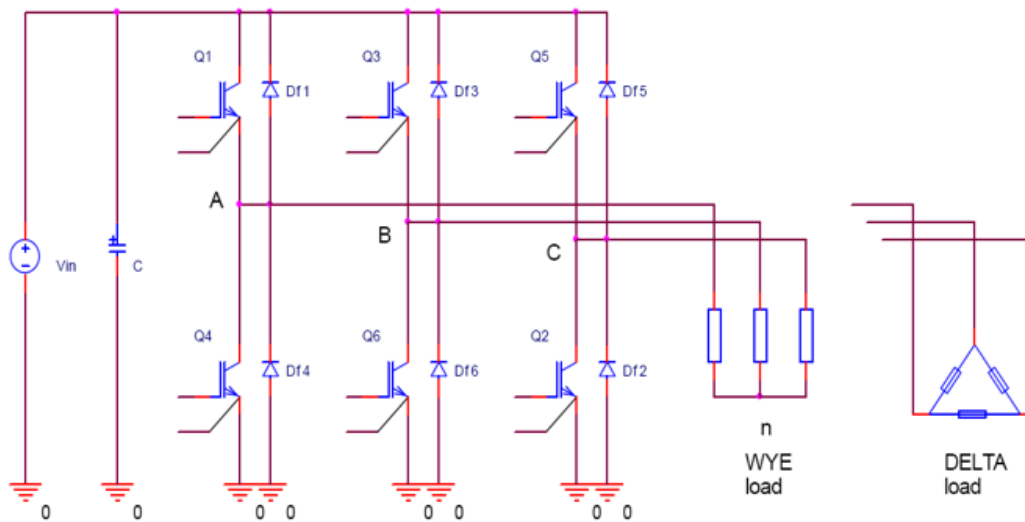 Q1
Df1
Q3
Df3
Q5
Df5
A
B
C
Vin
C
Q4
Df4
Q6
Df6
Q2
Df2
n
WYE
load
DELTA
load
0
0
0 0
0 0
0 0